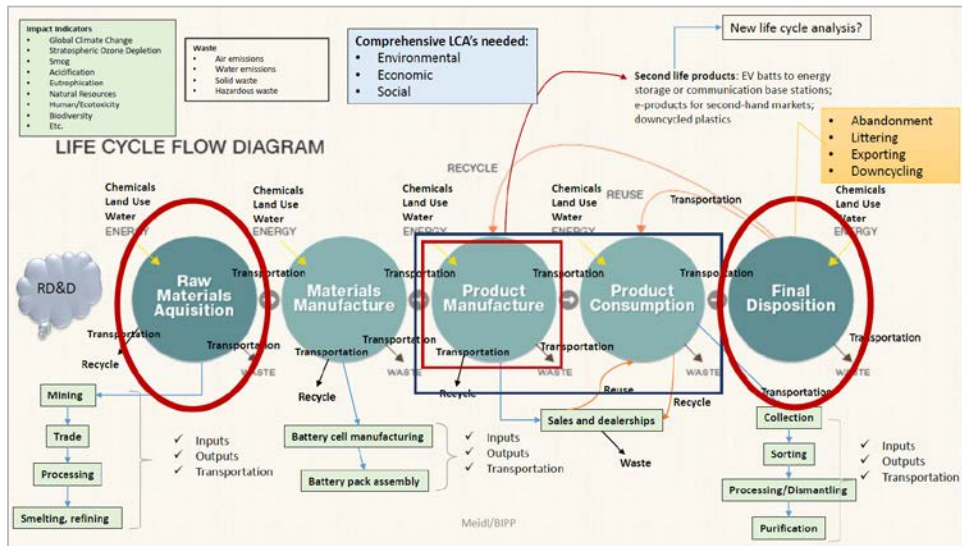 Impact Indicators
• Global Climate Change
• Stratospheric Ozone Depletion
• Smog
• Acidification
• Eutrophication
• Natural Resources
• Human/Ecotoxicity
• Biodiversity
• Etc.
Waste
• Air emissions
• Water emissions
• Solid waste
• Hazardous waste
Comprehensive LCA's needed:
• Environmental
• Economic
• Social
New life cycle analysis?
Second life products: EV batts to energy
storage or communication base stations;
e-products for second-hand markets;
downcycled plastics
• Abandonment
• Littering
• Exporting
• Downcycling
LIFE CYCLE FLOW DIAGRAM
RECYCLE
REUSE
Transportation
Chemicals
Land Use
Water
ENERGY
Chemicals
Land Use
Water
ENERGY
Chemicals
Land Use
Water
ENERGY
Chemicals
Land Use
Water
ENERGY
Chemicals
Land Use
Water
ENERGY
RD&D
Raw
Materials
Aquisition
Transportation
Materials
Manufacture
Transportation
Product
Manufacture
Transportation
Product
Consumption
Transportation
Final
Disposition
Transportation
Recycle
Transportation
WASTE
Transportation
Recycle
Transportation
WASTE
Transportation
Recycle
Transportation
WASTE
Reuse
Recycle
WASTE
Transportation
Transportation
WASTE
Mining
Trade
Processing
Smelting, refining
✓ Inputs
✓ Outputs
✓ Transportation
Battery cell manufacturing
Battery pack assembly
✓ Inputs
✓ Outputs
✓ Transportation
Sales and dealerships
Waste
Collection
Sorting
Processing/Dismantling
Purification
✓ Inputs
✓ Outputs
✓ Transportation
Meidl/BIPP